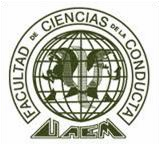 FACULTAD DE CIENCIAS DE LA CONDUCTA
UAEM